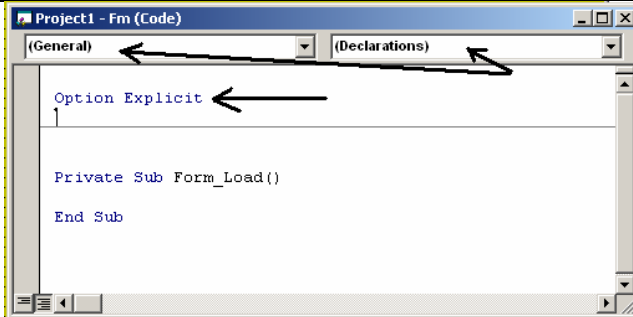 Project1 - Fm (Code)
(General) (Declarations)
Option Explicit
Private Sub Form_Load()
End Sub